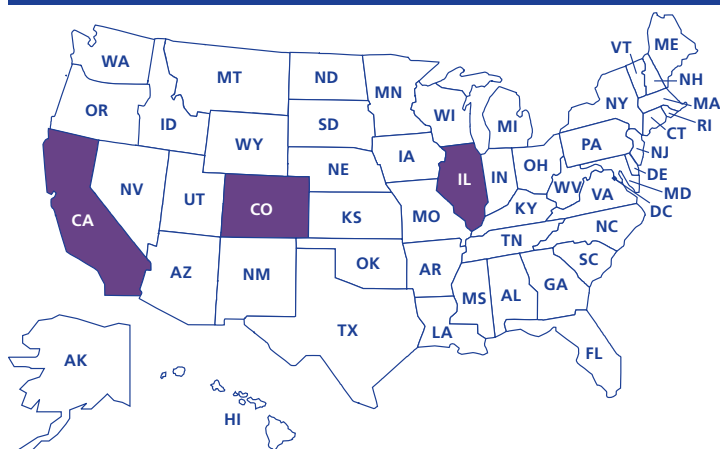 WA
MT
ND
MN
VT
ME
NH
OR
ID
SD
WI
NY
MA
RI
WY
MI
CT
IA
PA
NJ
NE
OH
DE
NV
UT
CO
IL
IN
WV
MD
CA
VA
DC
KS
MO
KY
NC
TN
AZ
NM
OK
AR
SC
MS
AL
GA
TX
LA
FL
AK
HI